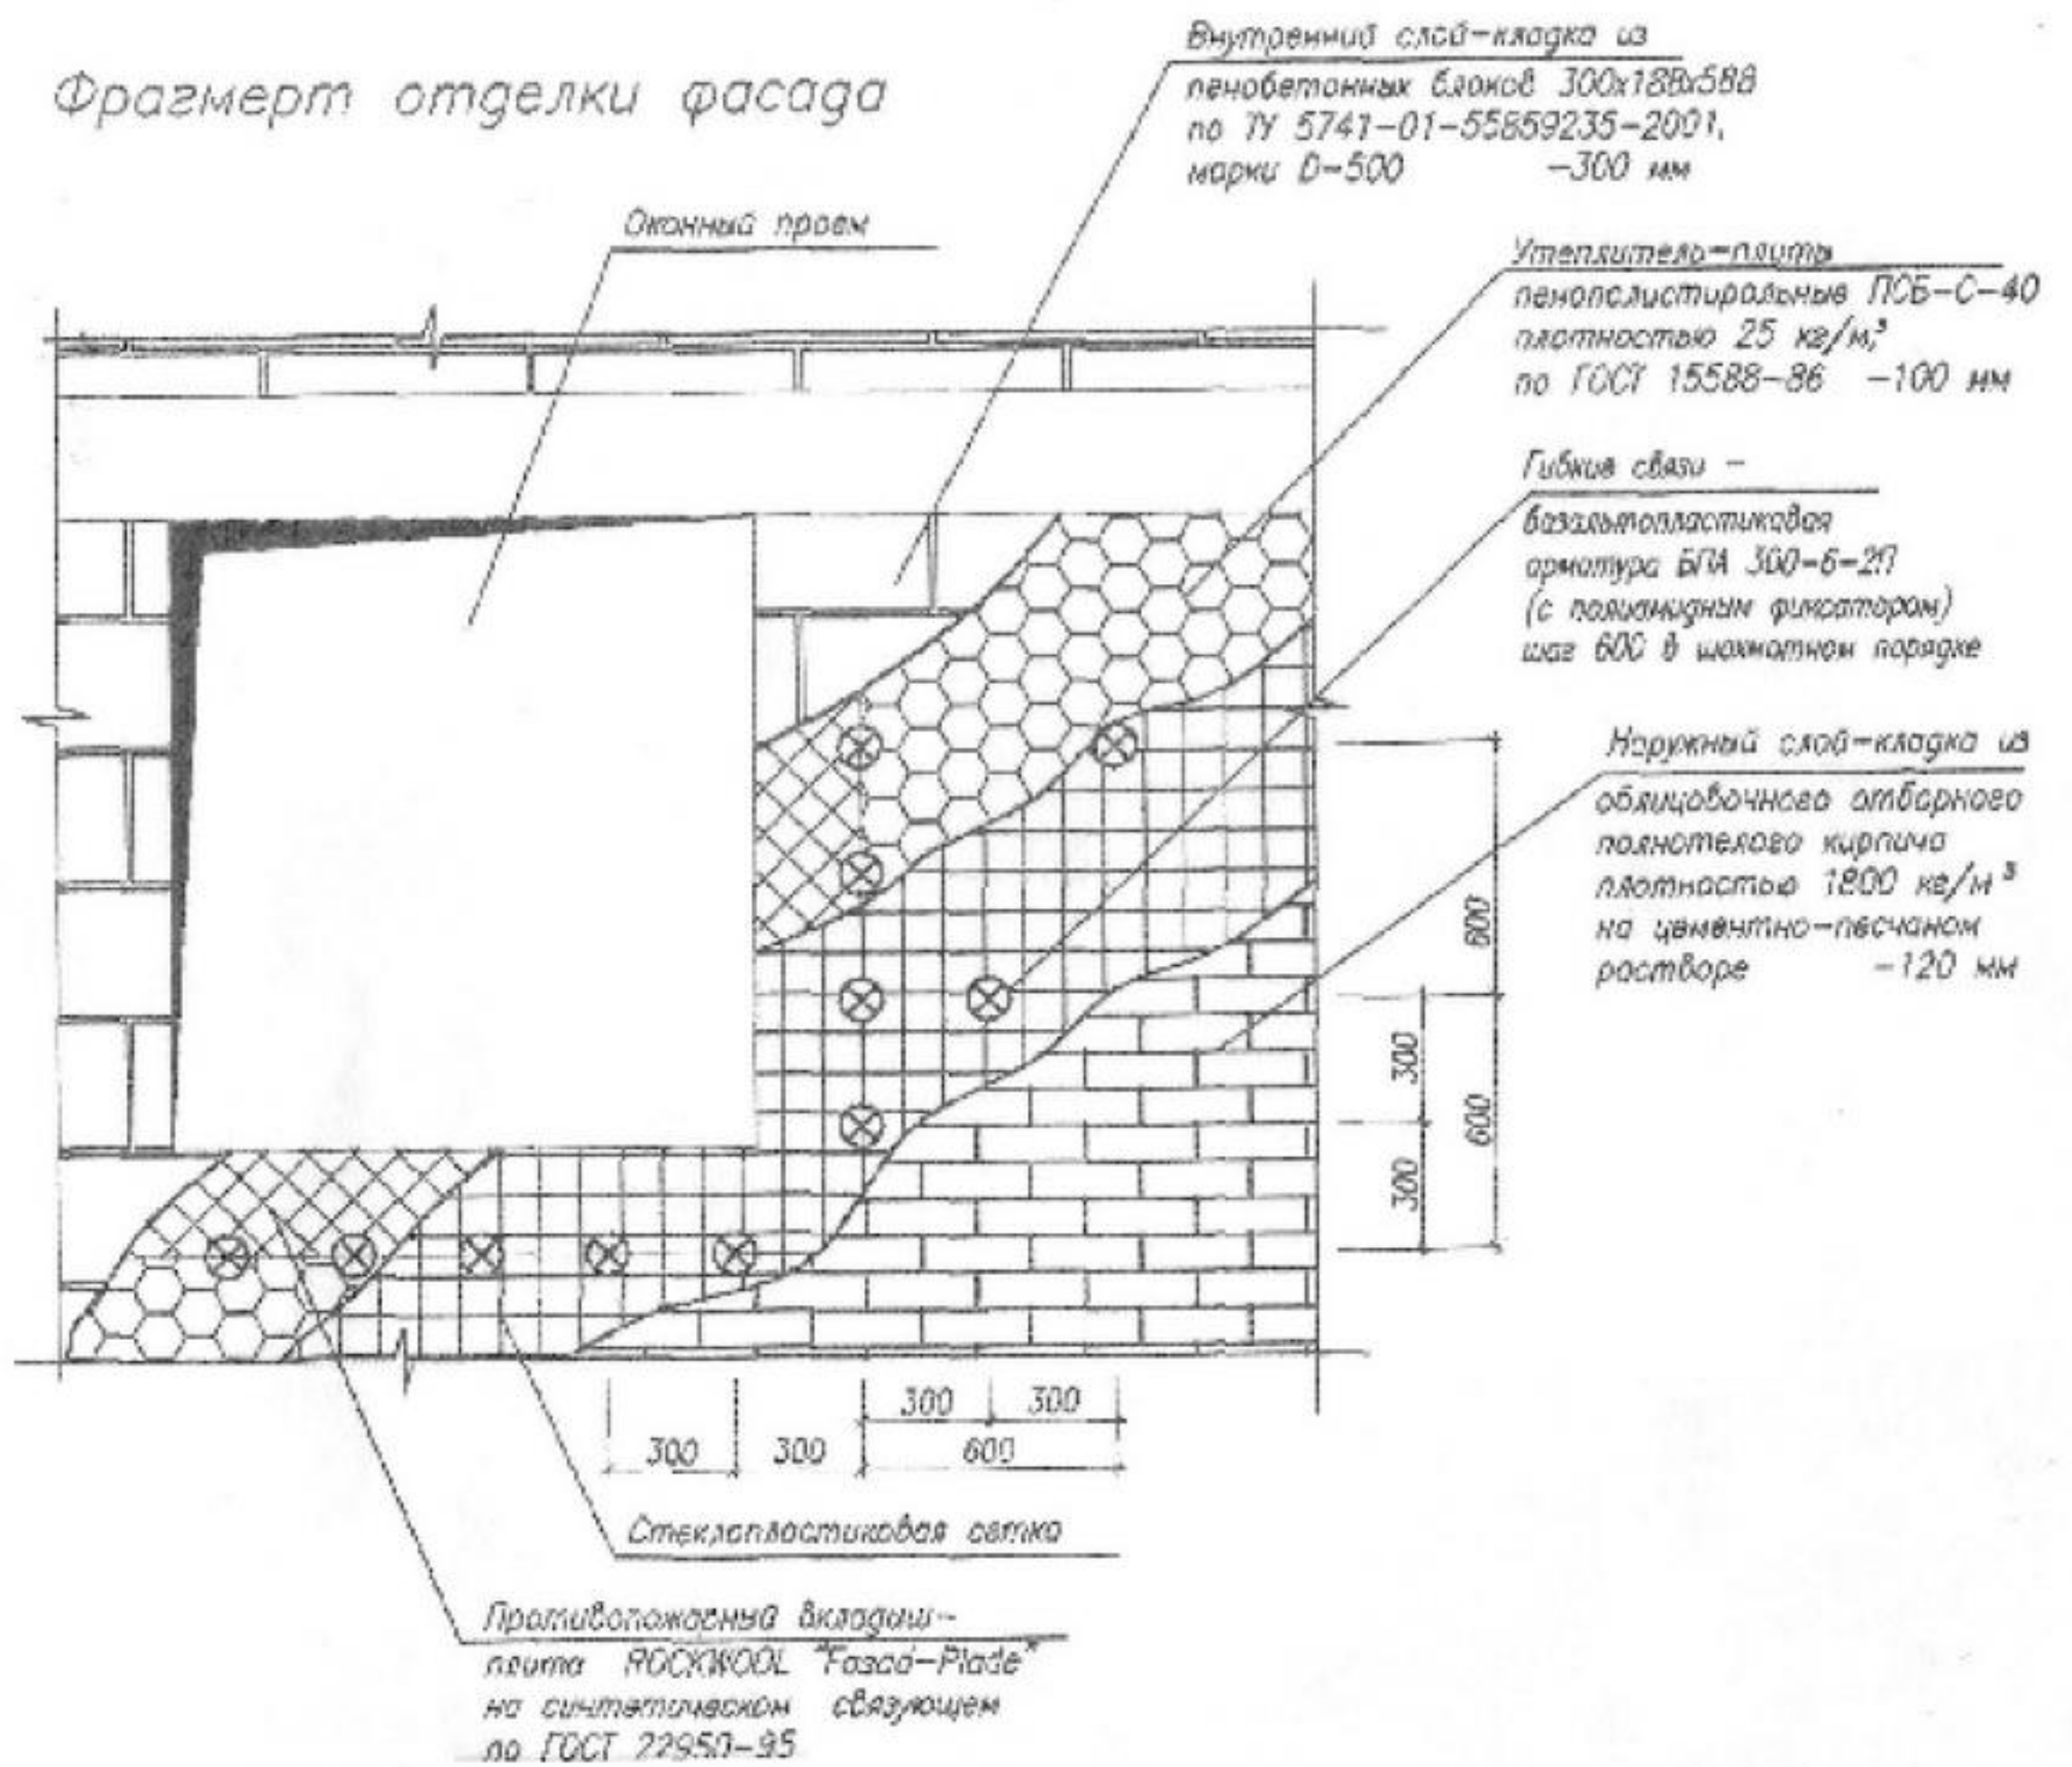 Фрагмерт отделки фасада
Внутренний слой-кладка из
пенобетонных блоков 300х188х588
по ТУ 5741-01-55859235-2001,
марки D-500 -300 мм
Оконный проем
Утеплитель-плиты
пенополистирольные ПСБ-С-40
плотностью 25 кг/м,³
по ГОСТ 15588-86 -100 мм
Гибкие связи -
базальтопластиковая
арматура БПА 300-6-2П
(с полиамидным фиксатором)
шаг 600 в шахматном порядке
Наружный слой-кладка из
облицовочного отборного
полнотелого кирпича
плотностью 1800 кг/м³
на цементно-песчаном
растворе -120 мм
600
300
600
300
300 300
300 300 600
Стеклопластиковая сетка
Противопожарный вкладыш-
плита ROCKWOOL "Fasad-Plade"
на синтетическом связующем
по ГОСТ 22950-95